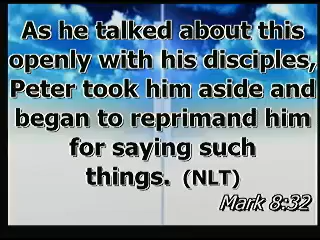 As he talked about this
openly with his disciples,
Peter took him aside and
began to reprimand him
for saying such
things. (NLT)
Mark 8:32